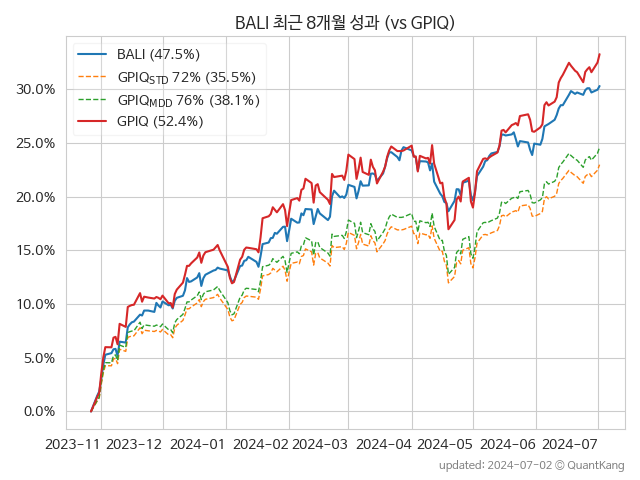 BALI 최근 8개월 성과 (vs GPIQ)
BALI (47.5%)
GPIQSTD 72% (35.5%)
GPIQMDD 76% (38.1%)
GPIQ (52.4%)
30.0%
25.0%
20.0%
15.0%
10.0%
5.0%
0.0%
2023-11 2023-12 2024-01 2024-02 2024-03 2024-04 2024-05 2024-06 2024-07
updated: 2024-07-02 © QuantKang